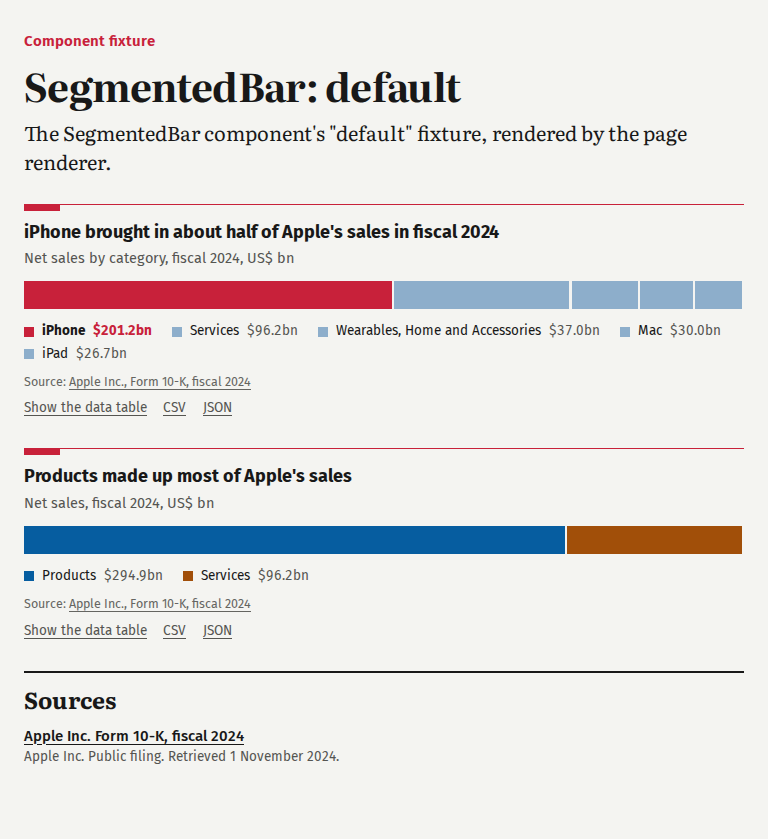 Component fixture
SegmentedBar: default
The SegmentedBar component's "default" fixture, rendered by the page
renderer.
iPhone brought in about half of Apple's sales in fiscal 2024
Net sales by category, fiscal 2024, US$ bn
iPhone $201.2bn Services $96.2bn Wearables, Home and Accessories $37.0bn Mac $30.0bn
iPad $26.7bn
Source: Apple Inc., Form 10-K, fiscal 2024
Show the data table CSV JSON
Products made up most of Apple's sales
Net sales, fiscal 2024, US$ bn
Products $294.9bn Services $96.2bn
Source: Apple Inc., Form 10-K, fiscal 2024
Show the data table CSV JSON
Sources
Apple Inc. Form 10-K, fiscal 2024
Apple Inc. Public filing. Retrieved 1 November 2024.